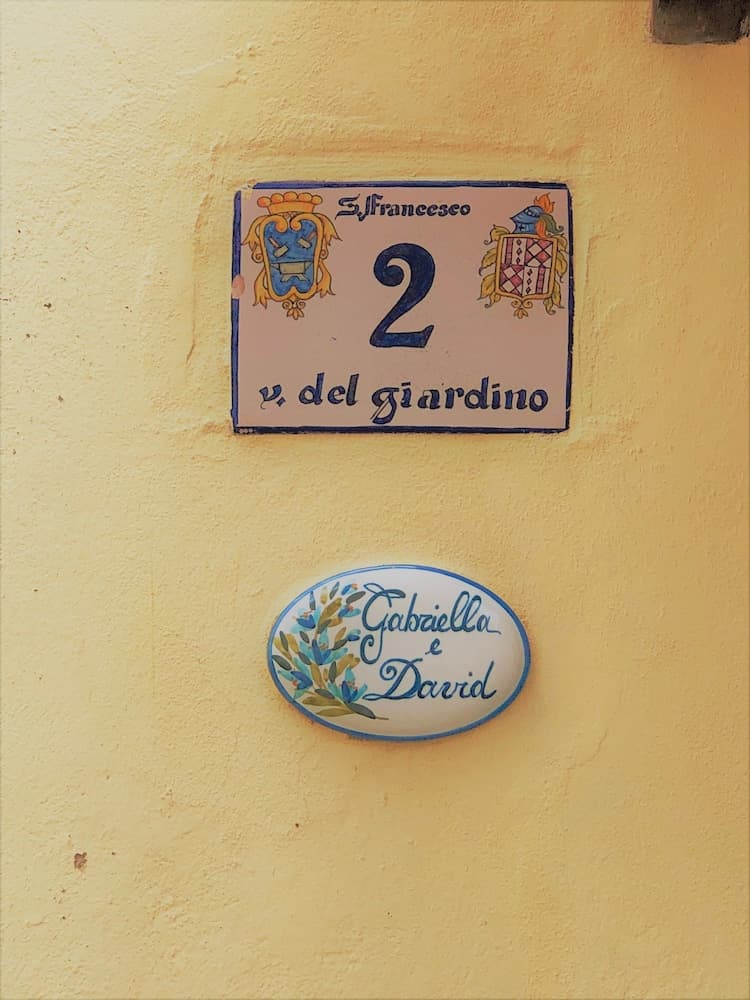 S. Francesco
2
v. del giardino
Gabriella
e
David